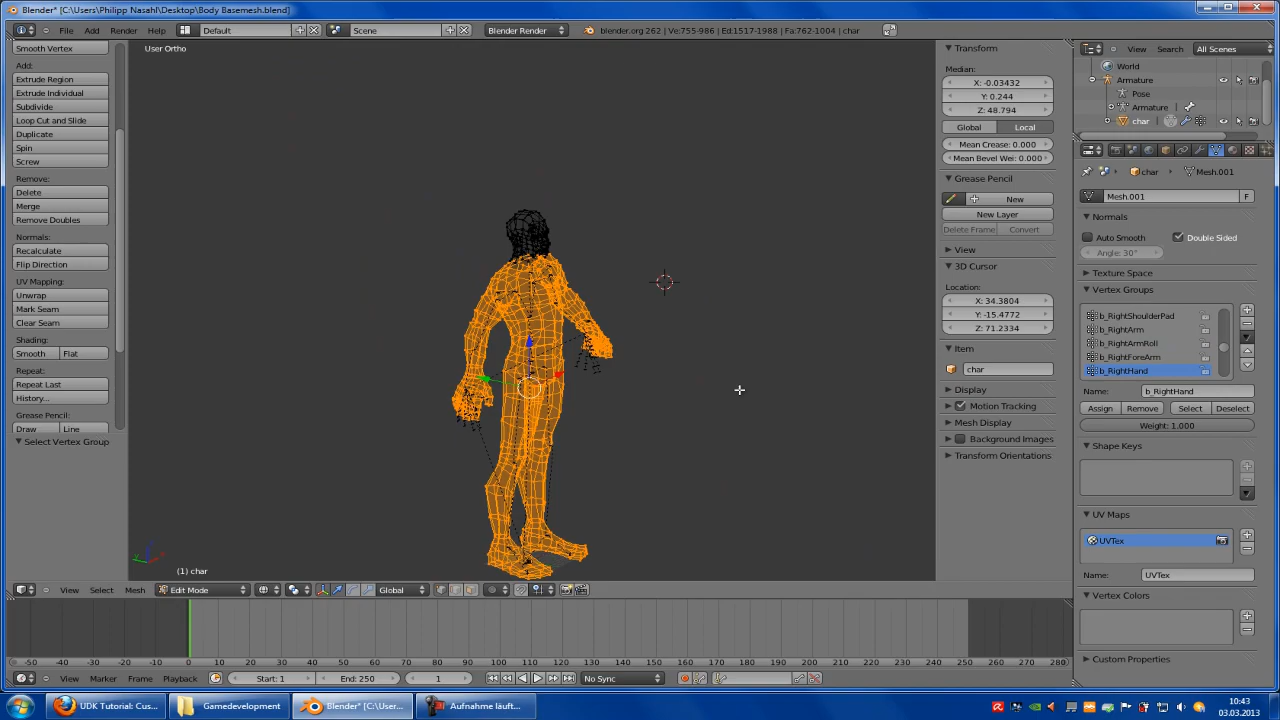 Blender* [C:\Users\Philipp Nasahl\Desktop\Body Basemesh.blend]
File Add Render Help Default Scene Blender Render blender.org 262 | Ve:755-986 | Ed:1517-1988 | Fa:762-1004 | char
Smooth Vertex
Add:
Extrude Region
Extrude Individual
Subdivide
Loop Cut and Slide
Duplicate
Spin
Screw
Remove:
Delete
Merge
Remove Doubles
Normals:
Recalculate
Flip Direction
UV Mapping:
Unwrap
Mark Seam
Clear Seam
Shading:
Smooth Flat
Repeat:
Repeat Last
History...
Grease Pencil:
Draw Line
Select Vertex Group
User Ortho
(1) char
Transform
Median:
X: -0.03432
Y: 0.244
Z: 48.794
Global Local
Mean Crease: 0.000
Mean Bevel Wei: 0.000
Grease Pencil
New
New Layer
Delete Frame Convert
View
3D Cursor
Location:
X: 34.3804
Y: -15.4772
Z: 71.2334
Item
char
Display
Motion Tracking
Mesh Display
Background Images
Transform Orientations
View Search All Scenes
World
Armature
Pose
Armature
char
char Mesh.001
Mesh.001 F
Normals
Auto Smooth Double Sided
Angle: 30°
Texture Space
Vertex Groups
b_RightShoulderPad
b_RightArm
b_RightArmRoll
b_RightForeArm
b_RightHand
Name: b_RightHand
Assign Remove Select Deselect
Weight: 1.000
Shape Keys
UV Maps
UVTex
Name: UVTex
Vertex Colors
Custom Properties
View Select Mesh Edit Mode Global
-50 -40 -30 -20 -10 0 10 20 30 40 50 60 70 80 90 100 110 120 130 140 150 160 170 180 190 200 210 220 230 240 250 260 270 280
View Marker Frame Playback Start: 1 End: 250 1 No Sync
UDK Tutorial: Cus... Gamedevelopment Blender* [C:\User... Aufnahme läuft...
10:43
03.03.2013